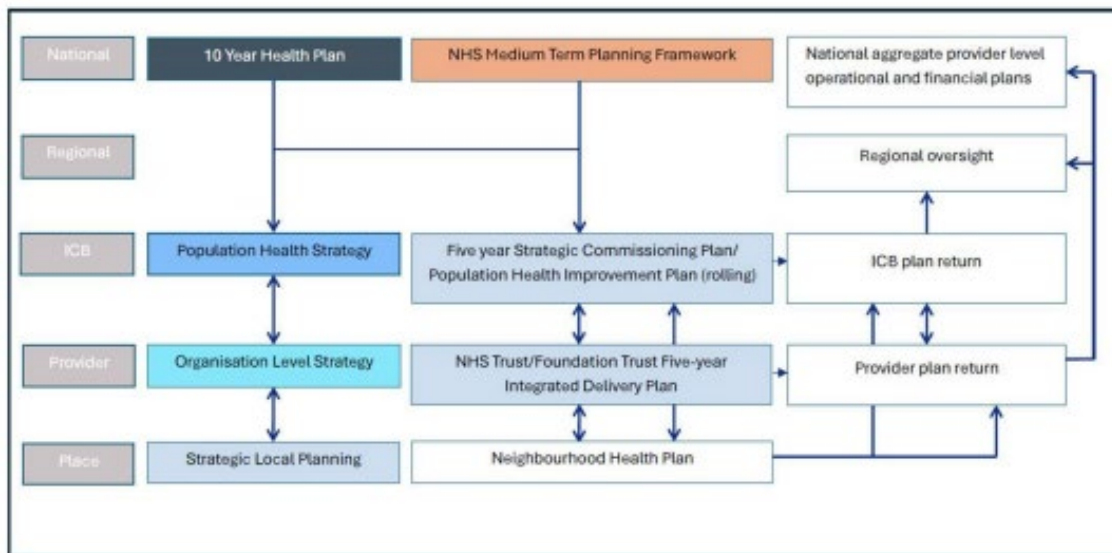 National
10 Year Health Plan
NHS Medium Term Planning Framework
National aggregate provider level
operational and financial plans
Regional
Regional oversight
ICB
Population Health Strategy
Five year Strategic Commissioning Plan/
Population Health Improvement Plan (rolling)
ICB plan return
Provider
Organisation Level Strategy
NHS Trust/Foundation Trust Five-year
Integrated Delivery Plan
Provider plan return
Place
Strategic Local Planning
Neighbourhood Health Plan